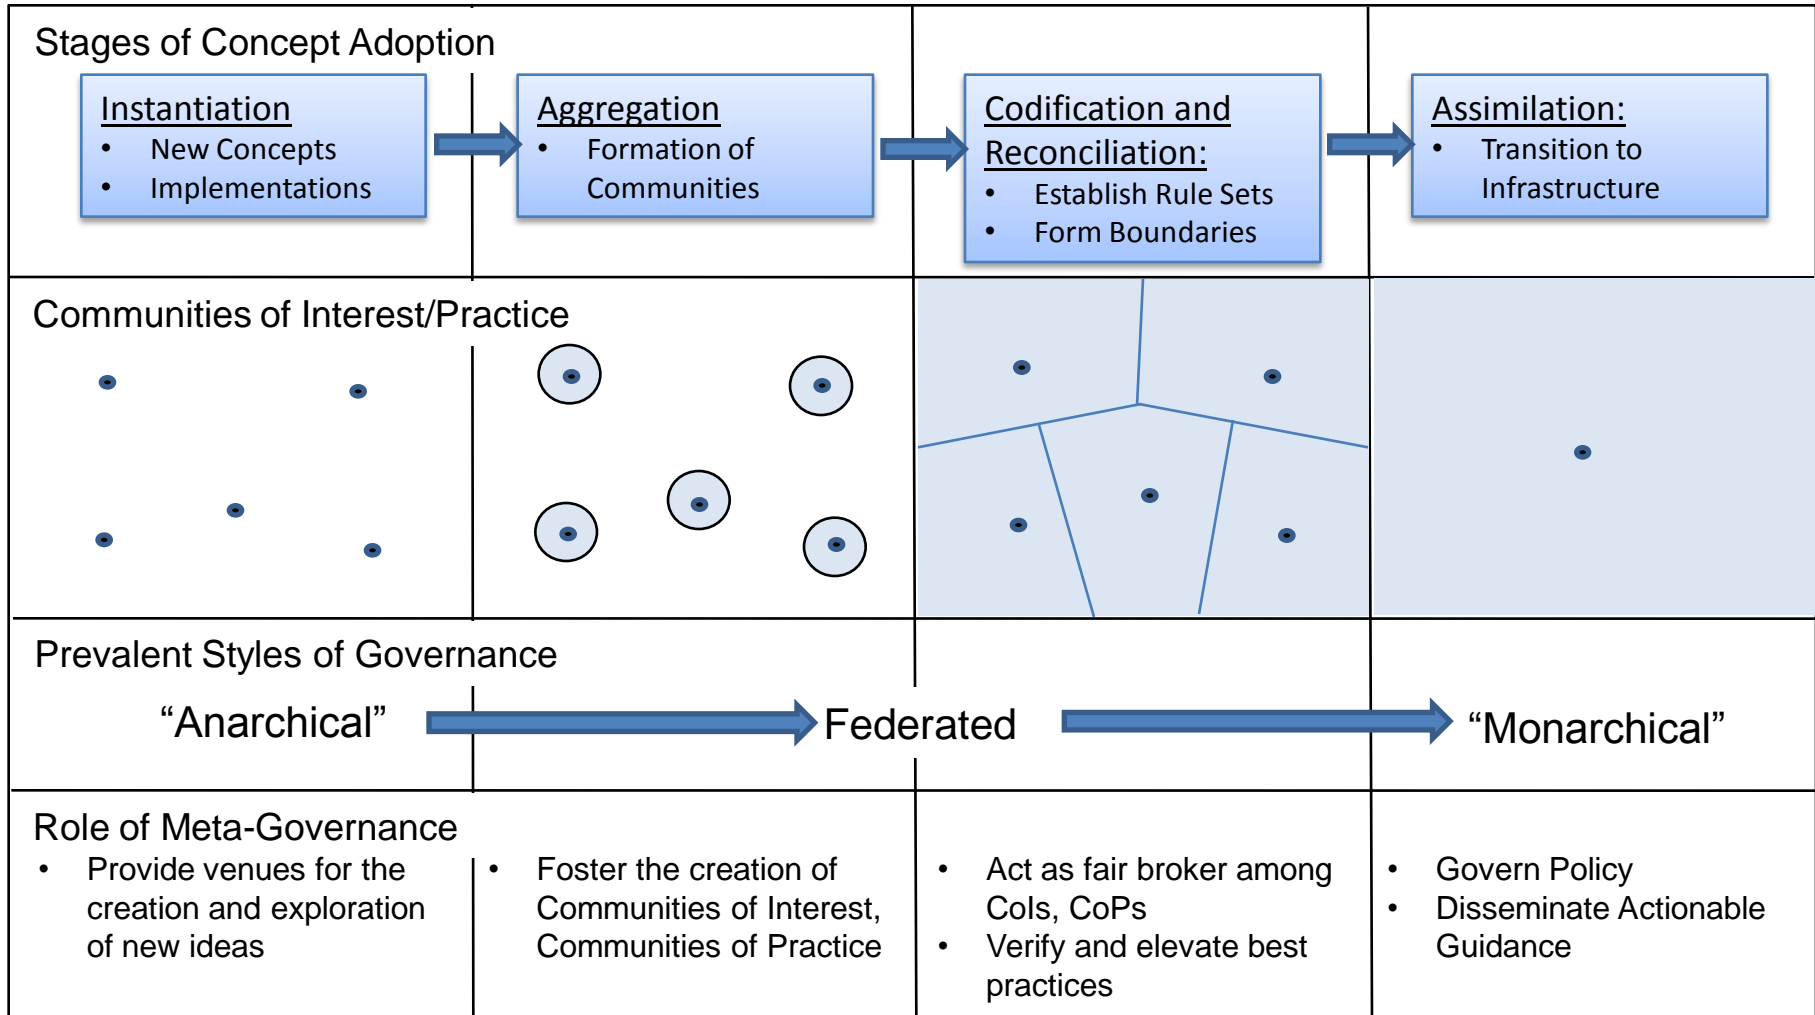 Stages of Concept Adoption
Instantiation
• New Concepts
• Implementations
Aggregation
• Formation of
Communities
Codification and
Reconciliation:
• Establish Rule Sets
• Form Boundaries
Assimilation:
• Transition to
Infrastructure
Communities of Interest/Practice
Prevalent Styles of Governance
“Anarchical”
Federated
“Monarchical”
Role of Meta-Governance
• Provide venues for the
creation and exploration
of new ideas
• Foster the creation of
Communities of Interest,
Communities of Practice
• Act as fair broker among
CoIs, CoPs
• Verify and elevate best
practices
• Govern Policy
• Disseminate Actionable
Guidance